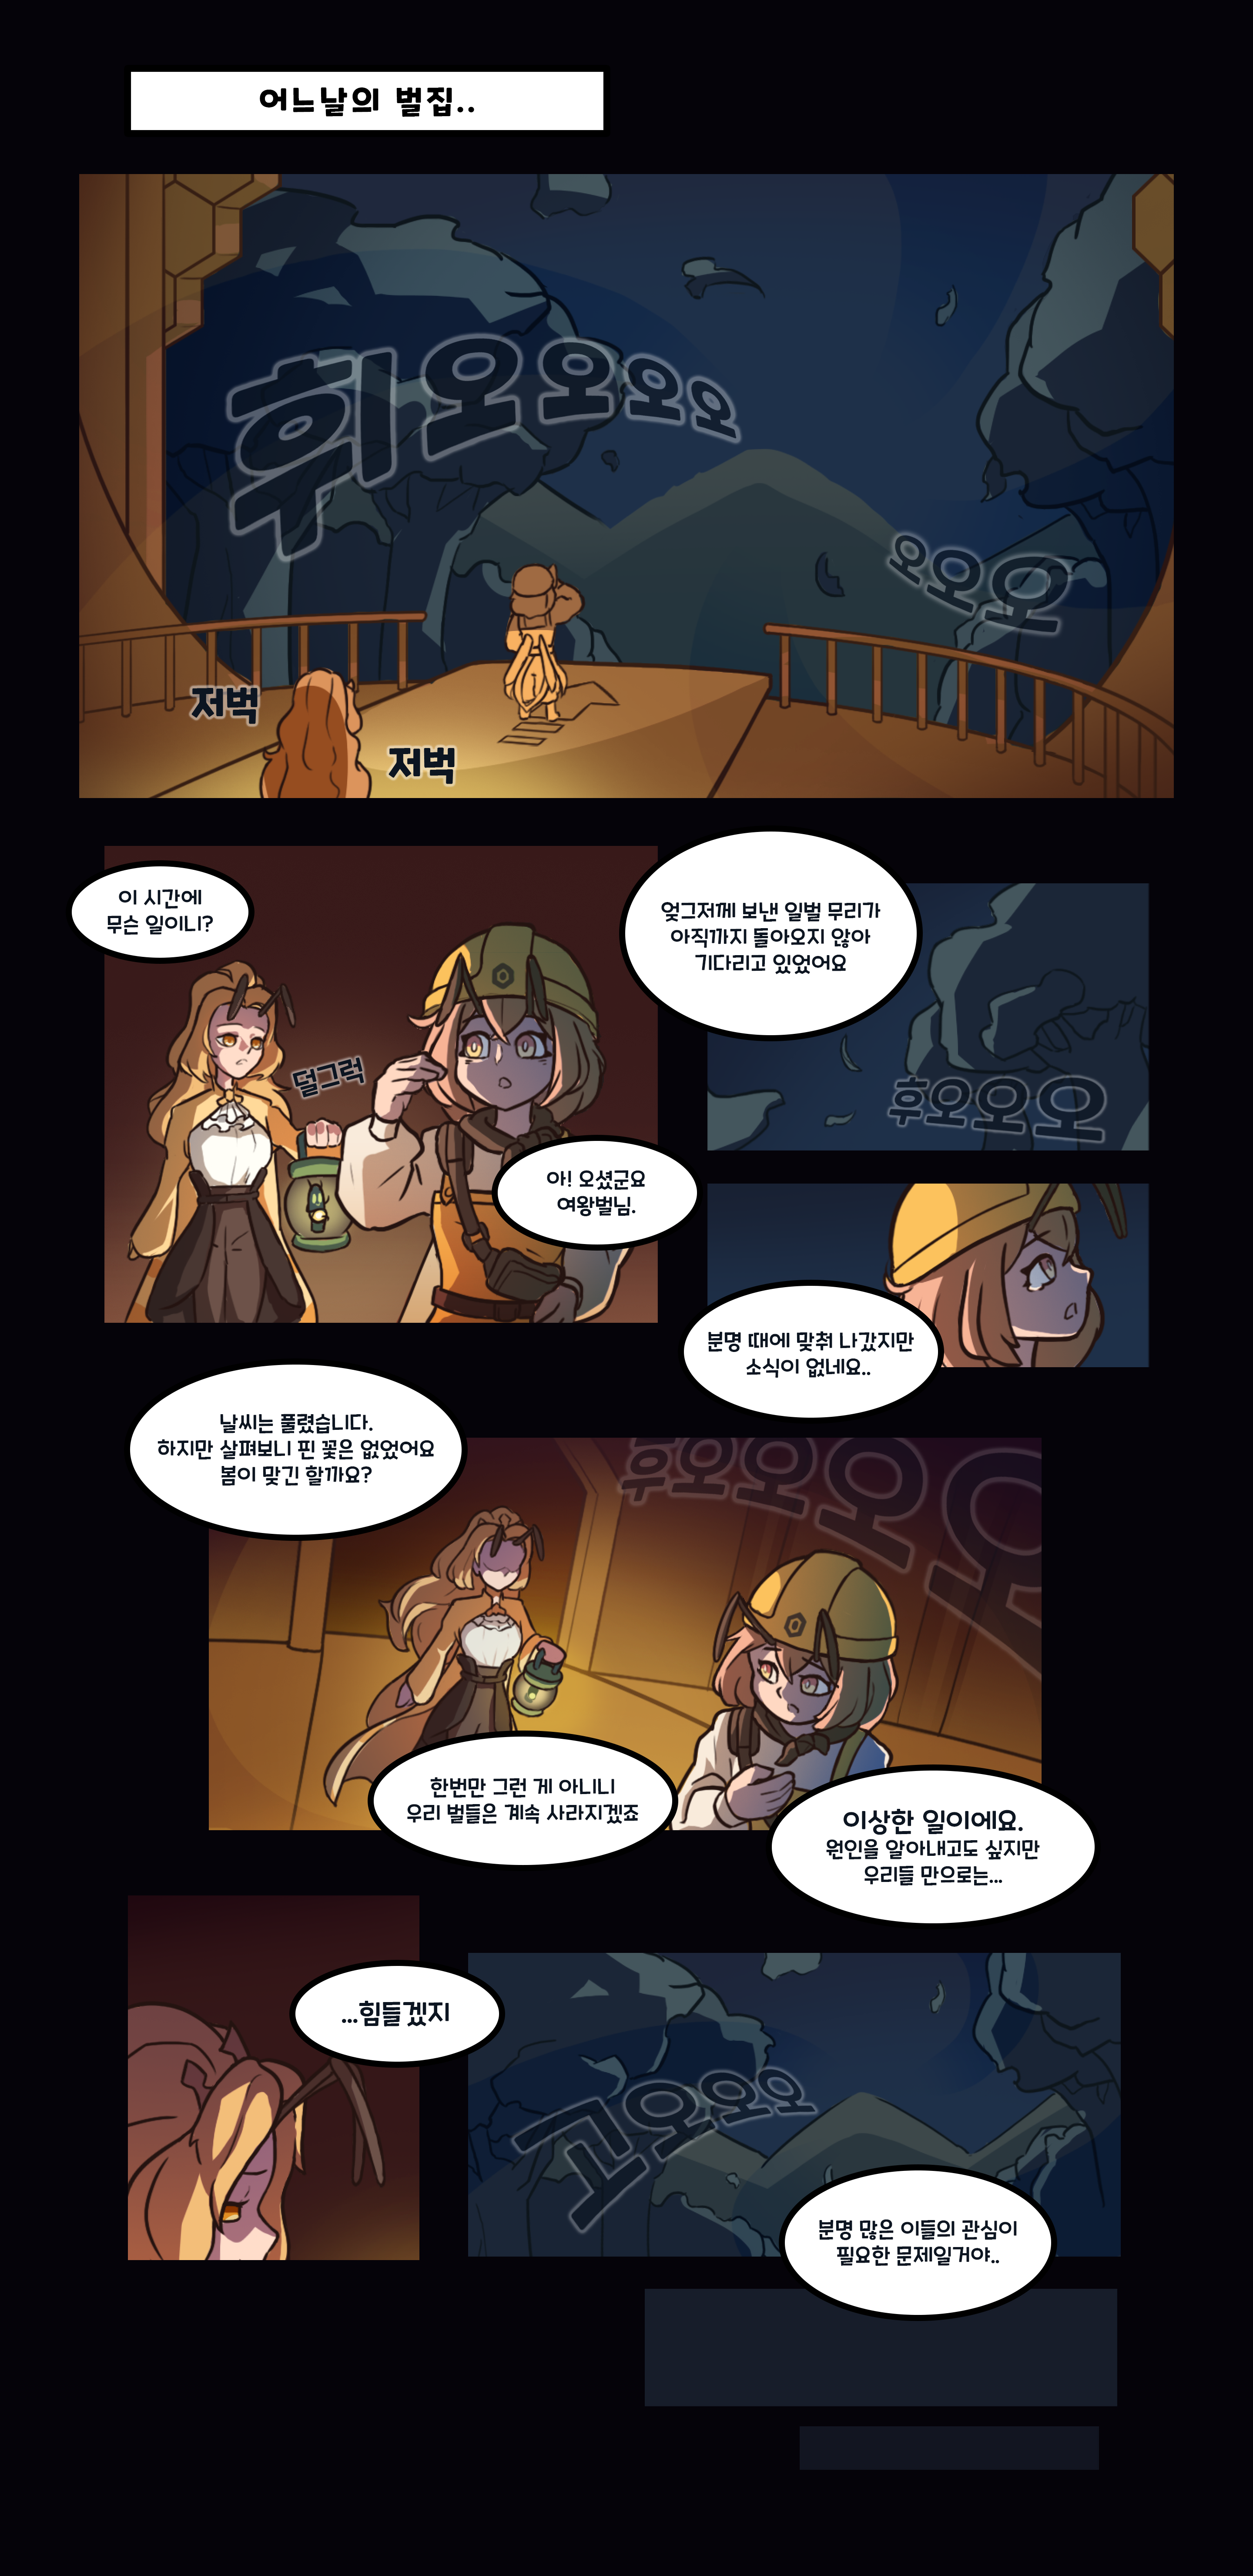 어느날의 벌집..
휘오오오오
오오오
저벅
저벅
이 시간에
무슨 일이니?
엊그저께 보낸 일벌 무리가
아직까지 돌아오지 않아
기다리고 있었어요
덜그럭
후오오오
아! 오셨군요
여왕벌님.
분명 때에 맞춰 나갔지만
소식이 없네요..
날씨는 풀렸습니다.
하지만 살펴보니 핀 꽃은 없었어요
봄이 맞긴 할까요?
후오오오오
한번만 그런 게 아니니
우리 벌들은 계속 사라지겠죠
이상한 일이에요.
원인을 알아내고도 싶지만
우리들 만으로는...
...힘들겠지
고오오오
분명 많은 이들의 관심이
필요한 문제일거야..